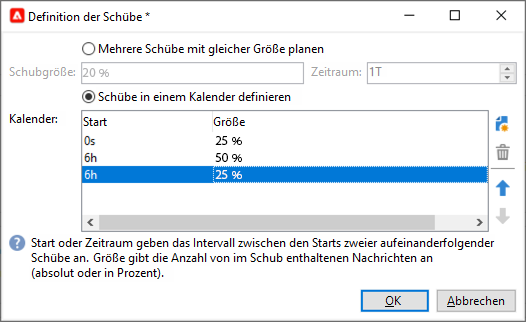 Definition der Schübe *
Mehrere Schübe mit gleicher Größe planen
Schubgröße: 20 % Zeitraum: 1T
Schübe in einem Kalender definieren
Kalender: Start Größe
0s 25 %
6h 50 %
6h 25 %
Start oder Zeitraum geben das Intervall zwischen den Starts zweier aufeinanderfolgender
Schübe an. Größe gibt die Anzahl von im Schub enthaltenen Nachrichten an
(absolut oder in Prozent).
OK Abbrechen